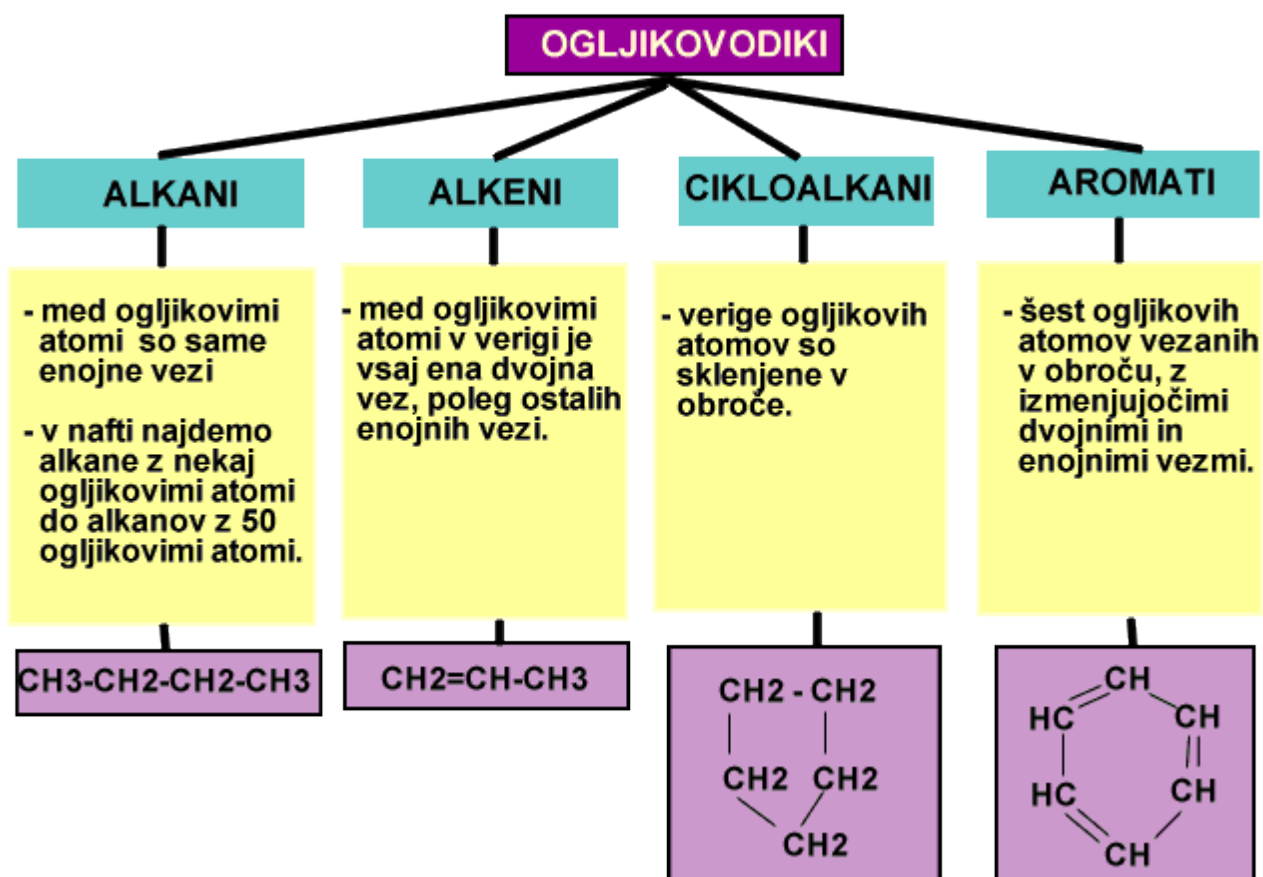 OGLJIKOVODIKI
ALKANI
ALKENI
CIKLOALKANI
AROMATI
- med ogljikovimi
atomi so same
enojne vezi
- v nafti najdemo
alkane z nekaj
ogljikovimi atomi
do alkanov z 50
ogljikovimi atomi.
- med ogljikovimi
atomi v verigi je
vsaj ena dvojna
vez, poleg ostalih
enojnih vezi.
- verige ogljikovih
atomov so
sklenjene v
obroče.
- šest ogljikovih
atomov vezanih
v obroču, z
izmenjujočimi
dvojnimi in
enojnimi vezmi.
CH3-CH2-CH2-CH3
CH2=CH-CH3
CH2 - CH2
CH2 CH2
CH2
CH
HC CH
HC CH
CH